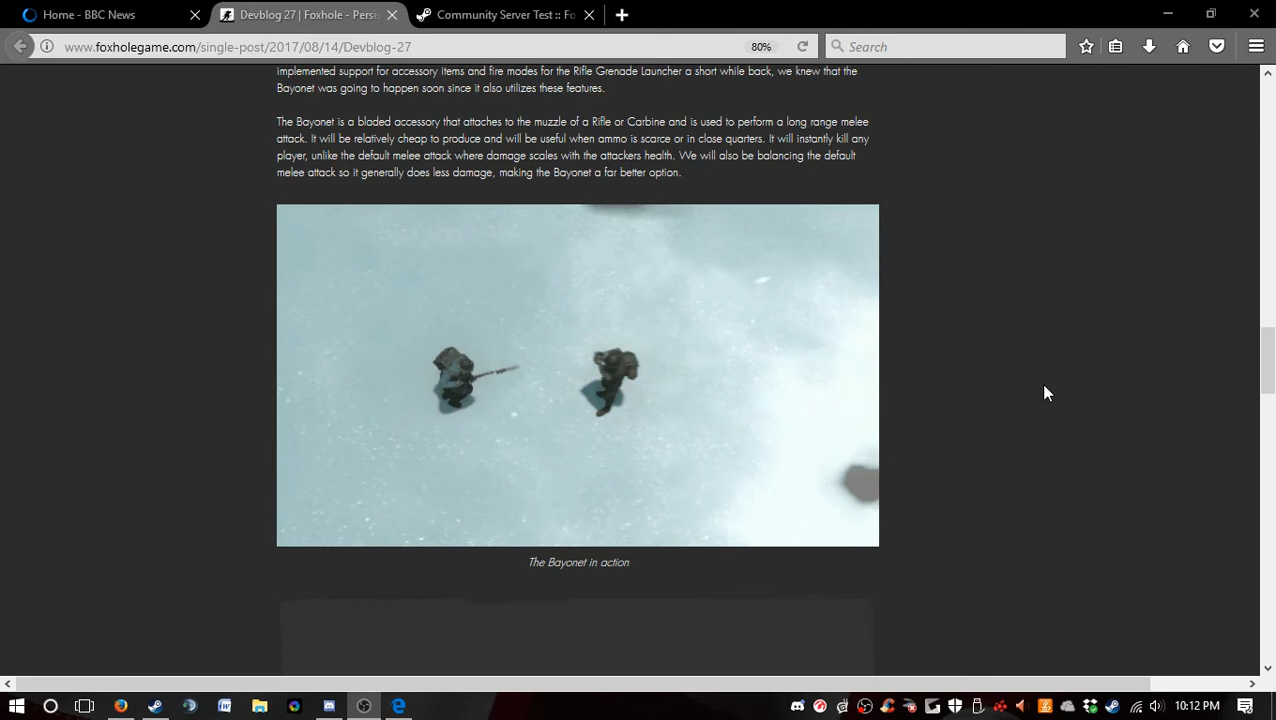 Home - BBC News
Devblog 27 | Foxhole - Persi
Community Server Test :: Fo
www.foxholegame.com/single-post/2017/08/14/Devblog-27
80%
Search
implemented support for accessory items and fire modes for the Rifle Grenade Launcher a short while back, we knew that the
Bayonet was going to happen soon since it also utilizes these features.
The Bayonet is a bladed accessory that attaches to the muzzle of a Rifle or Carbine and is used to perform a long range melee
attack. It will be relatively cheap to produce and will be useful when ammo is scarce or in close quarters. It will instantly kill any
player, unlike the default melee attack where damage scales with the attackers health. We will also be balancing the default
melee attack so it generally does less damage, making the Bayonet a far better option.
The Bayonet in action
10:12 PM